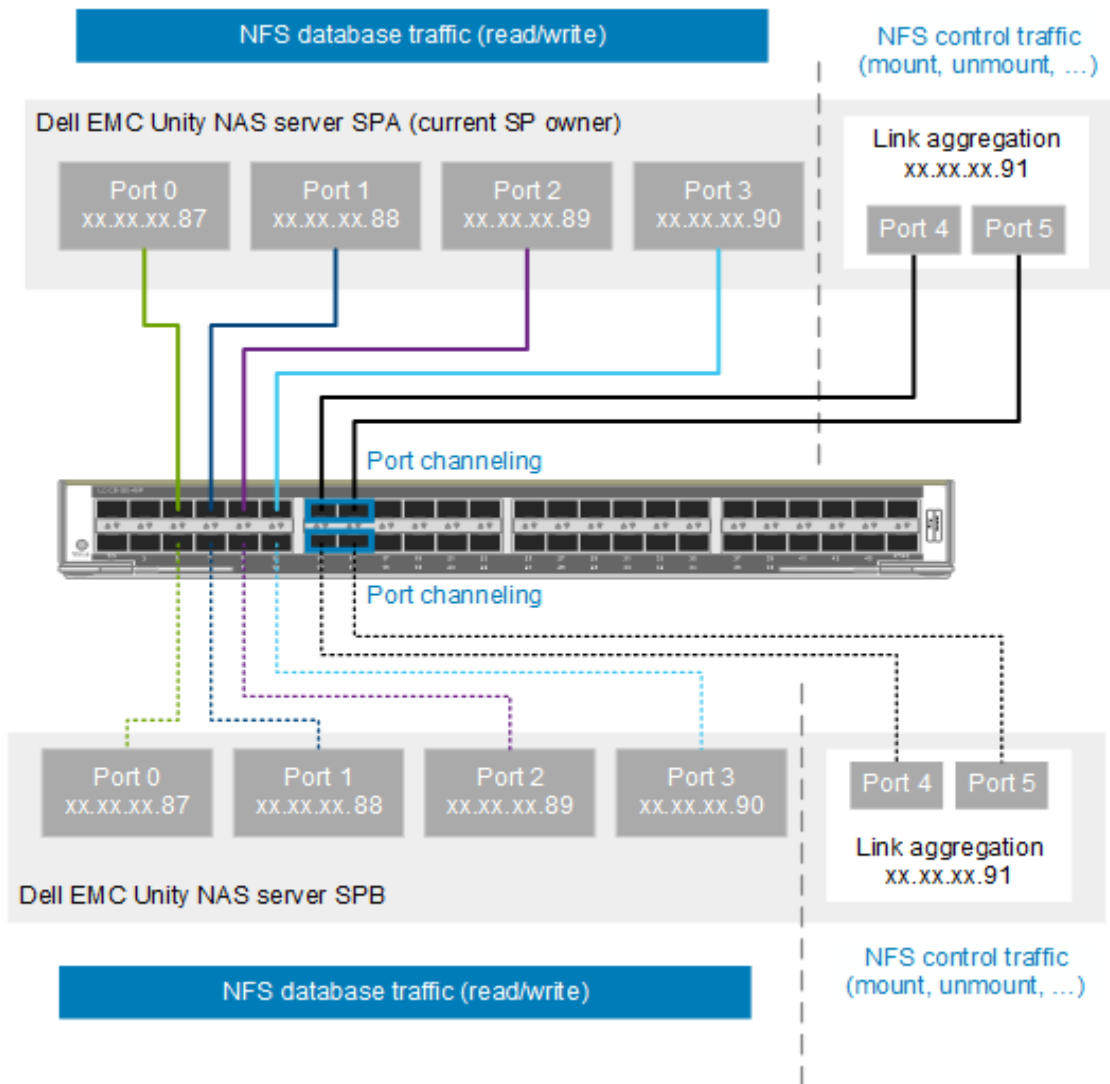 NFS database traffic (read/write)
NFS control traffic
(mount, unmount, ...)
Dell EMC Unity NAS server SPA (current SP owner)
Link aggregation
xx.xx.xx.91
Port 0
xx.xx.xx.87
Port 1
xx.xx.xx.88
Port 2
xx.xx.xx.89
Port 3
xx.xx.xx.90
Port 4
Port 5
Port channeling
Port channeling
Port 0
xx.xx.xx.87
Port 1
xx.xx.xx.88
Port 2
xx.xx.xx.89
Port 3
xx.xx.xx.90
Port 4
Port 5
Link aggregation
xx.xx.xx.91
Dell EMC Unity NAS server SPB
NFS control traffic
(mount, unmount, ...)
NFS database traffic (read/write)